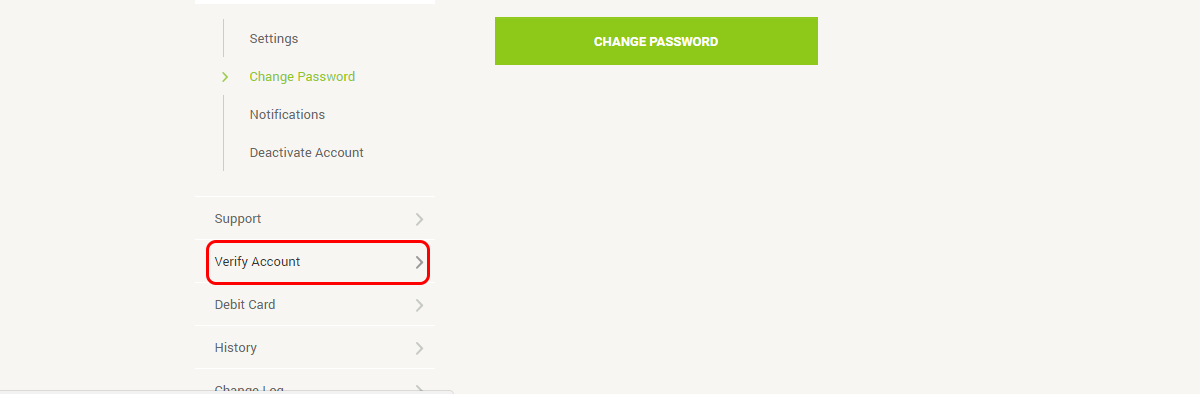 Settings
CHANGE PASSWORD
Change Password
Notifications
Deactivate Account
Support
Verify Account
Debit Card
History
Change Log